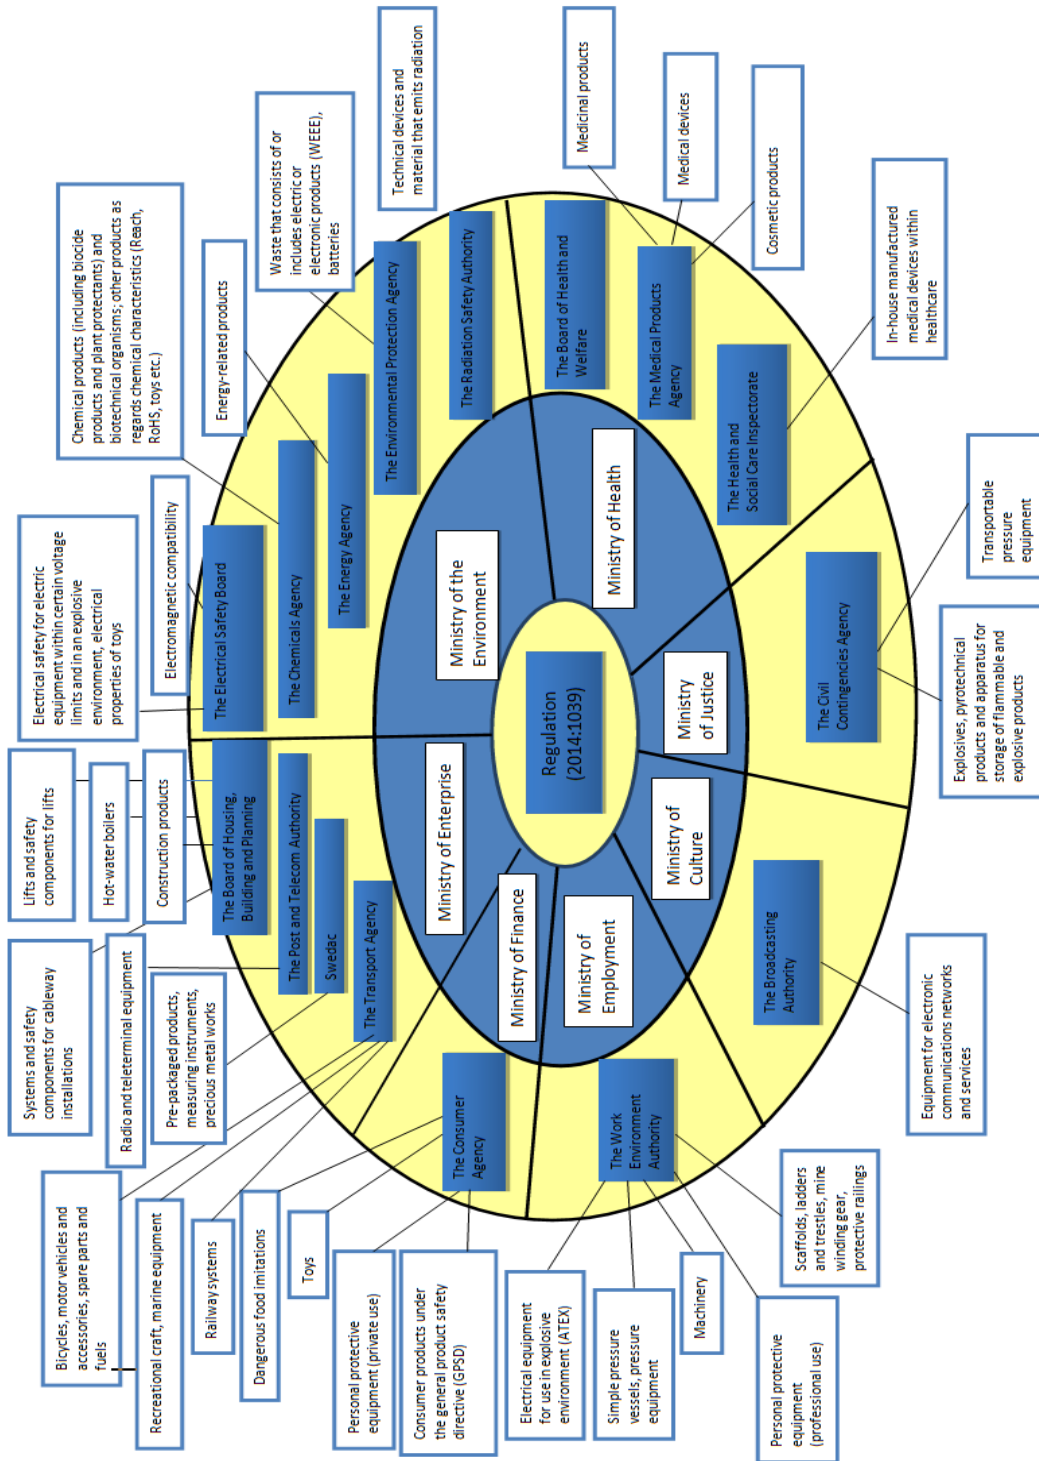 Lifts and safety
components for lifts
Hot-water boilers
Construction products
Systems and safety
components for cableway
installations
Radio and teleterminal equipment
Pre-packaged products,
measuring instruments,
precious metal works
Bicycles, motor vehicles and
accessories, spare parts and
fuels
Recreational craft, marine equipment
Railway systems
Dangerous food imitations
Toys
Personal protective
equipment (private use)
Consumer products under
the general product safety
directive (GPSD)
Electrical equipment
for use in explosive
environment (ATEX)
Simple pressure
vessels, pressure
equipment
Machinery
Personal protective
equipment
(professional use)
Scaffolds, ladders
and trestles, mine
winding gear,
protective railings
Equipment for electronic
communications networks
and services
Explosives, pyrotechnical
products and apparatus for
storage of flammable and
explosive products
Transportable
pressure
equipment
In-house manufactured
medical devices within
healthcare
Cosmetic products
Medical devices
Medicinal products
Technical devices and
material that emits radiation
Waste that consists of or
includes electric or
electronic products (WEEE),
batteries
Energy-related products
Chemical products (including biocide
products and plant protectants) and
biotechnical organisms; other products as
regards chemical characteristics (Reach,
RoHS, toys etc.)
Electromagnetic compatibility
Electrical safety for electric
equipment within certain voltage
limits and in an explosive
environment, electrical
properties of toys
The Board of Housing,
Building and Planning
The Post and Telecom Authority
Swedac
The Transport Agency
The Consumer
Agency
The Work
Environment
Authority
The Broadcasting
Authority
The Civil
Contingencies Agency
The Health and
Social Care Inspectorate
The Medical Products
Agency
The Board of Health and
Welfare
The Radiation Safety Authority
The Environmental Protection Agency
The Energy Agency
The Chemicals Agency
The Electrical Safety Board
Ministry of Enterprise
Ministry of Finance
Ministry of
Employment
Ministry of
Culture
Ministry
of Justice
Ministry of Health
Ministry of the
Environment
Regulation
(2014:1039)